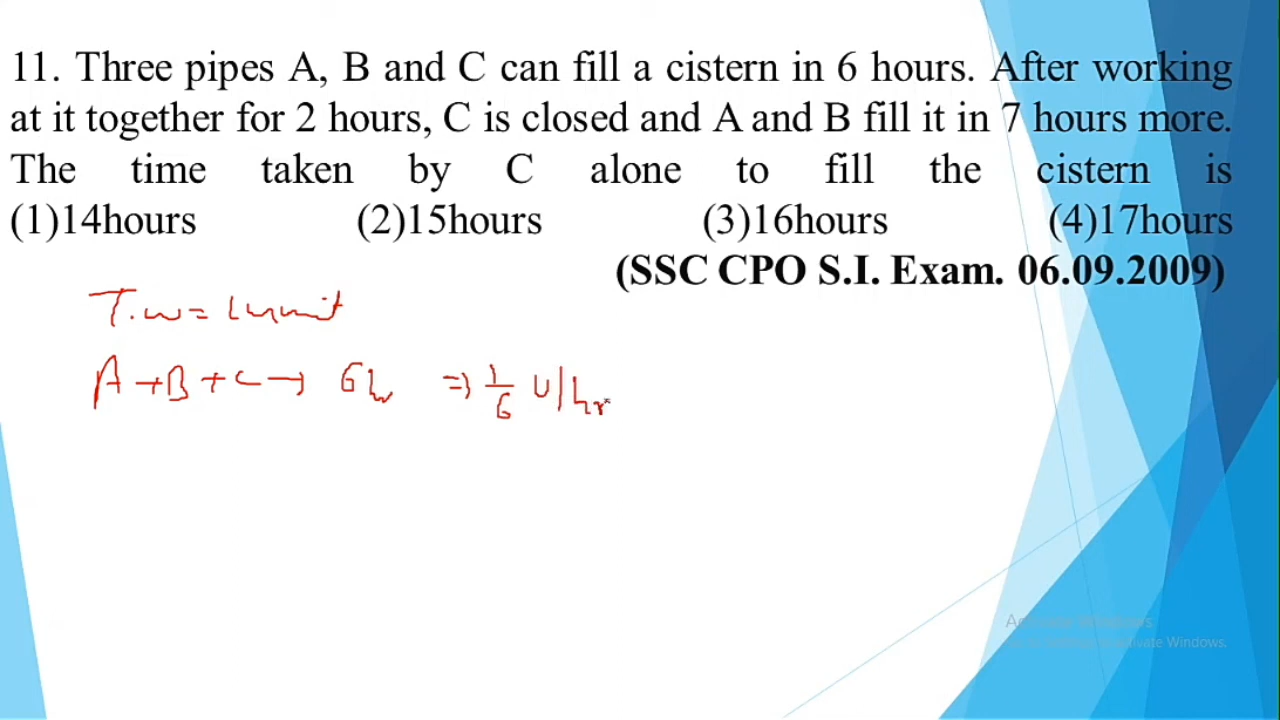 11. Three pipes A, B and C can fill a cistern in 6 hours. After working
at it together for 2 hours, C is closed and A and B fill it in 7 hours more.
The time taken by C alone to fill the cistern is
(1)14hours (2)15hours (3)16hours (4)17hours
(SSC CPO S.I. Exam. 06.09.2009)
T.w = 1 unit
A+B+C → 6h ⇒ 1/6 U/hr